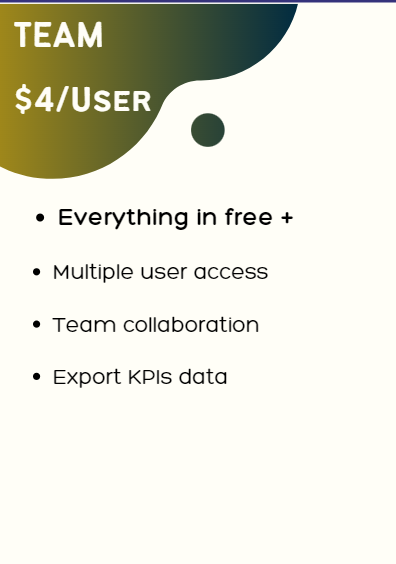 TEAM
$4/USER
• Everything in free +
• Multiple user access
• Team collaboration
• Export KPIs data